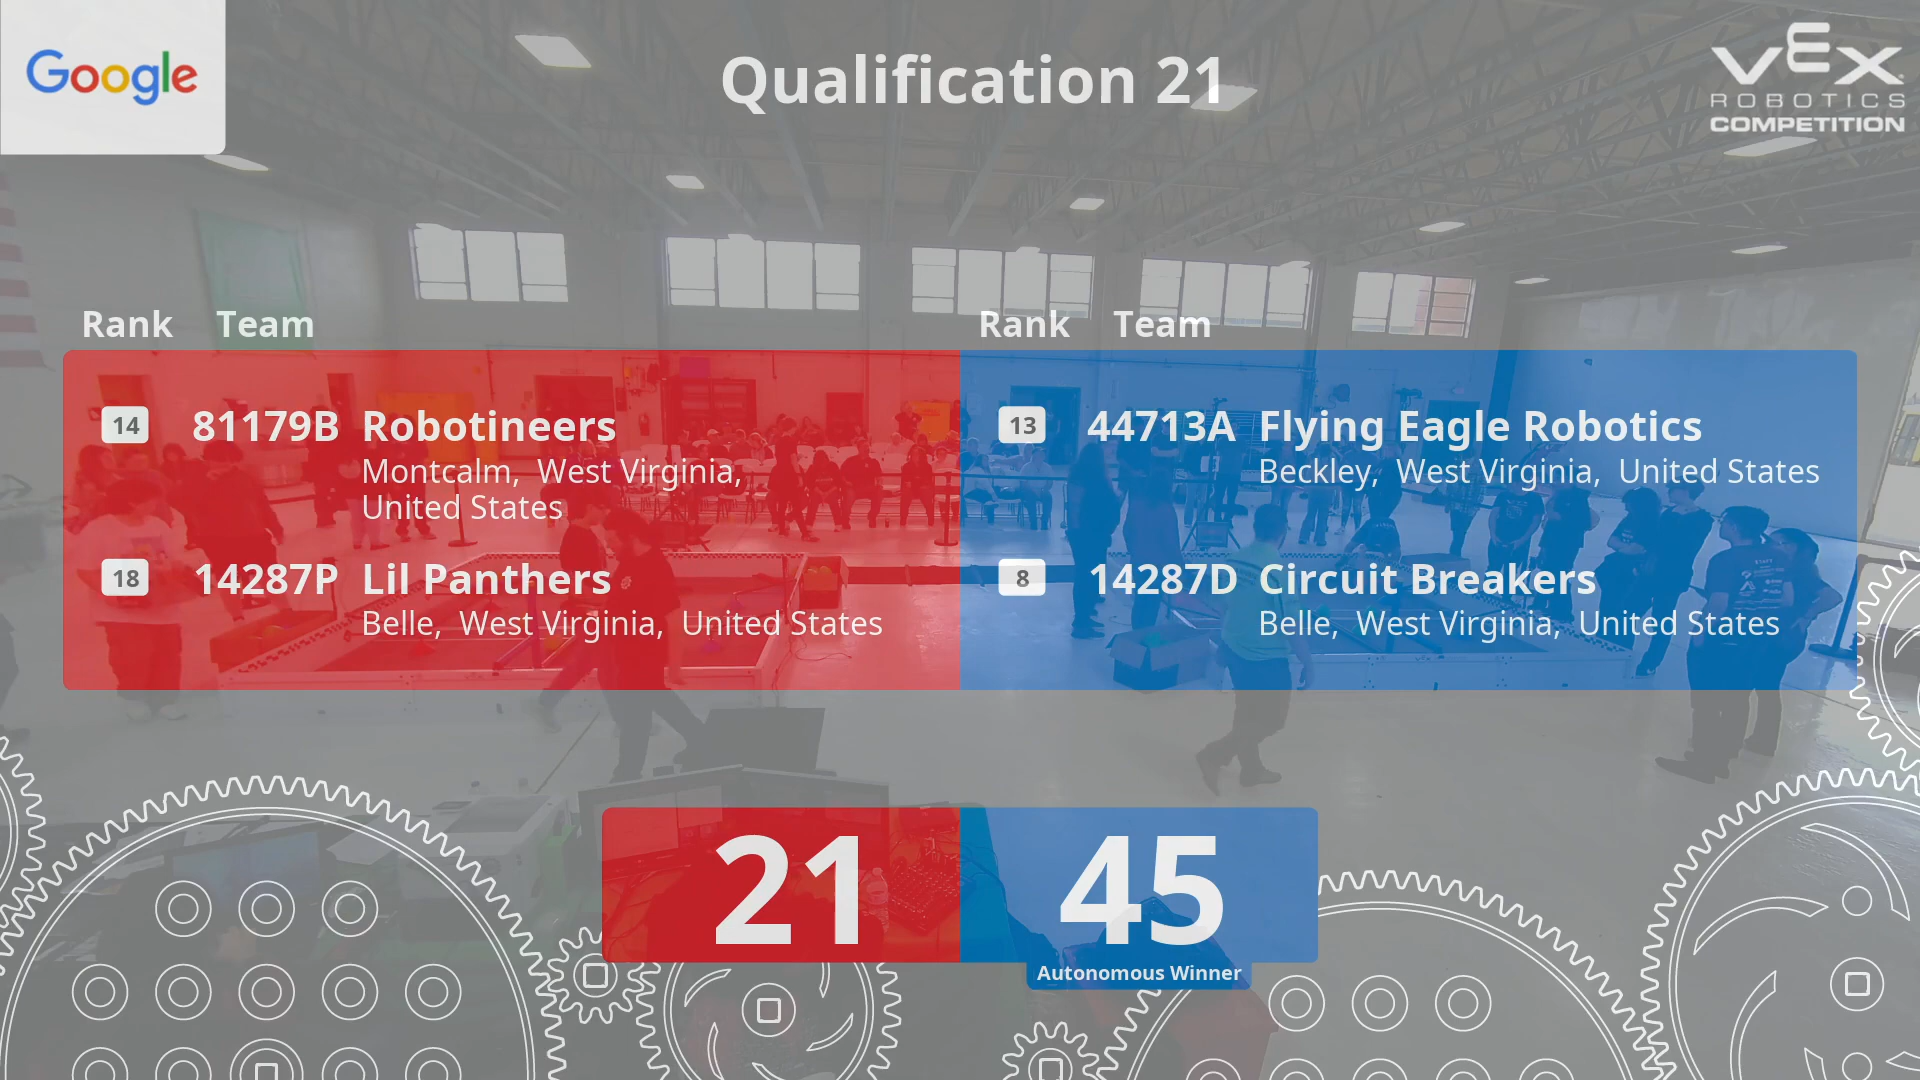 Google
Qualification 21
VEX
ROBOTICS
COMPETITION
Rank Team
14 81179B Robotineers
Montcalm, West Virginia,
United States
18 14287P Lil Panthers
Belle, West Virginia, United States
Rank Team
13 44713A Flying Eagle Robotics
Beckley, West Virginia, United States
8 14287D Circuit Breakers
Belle, West Virginia, United States
21 45
Autonomous Winner